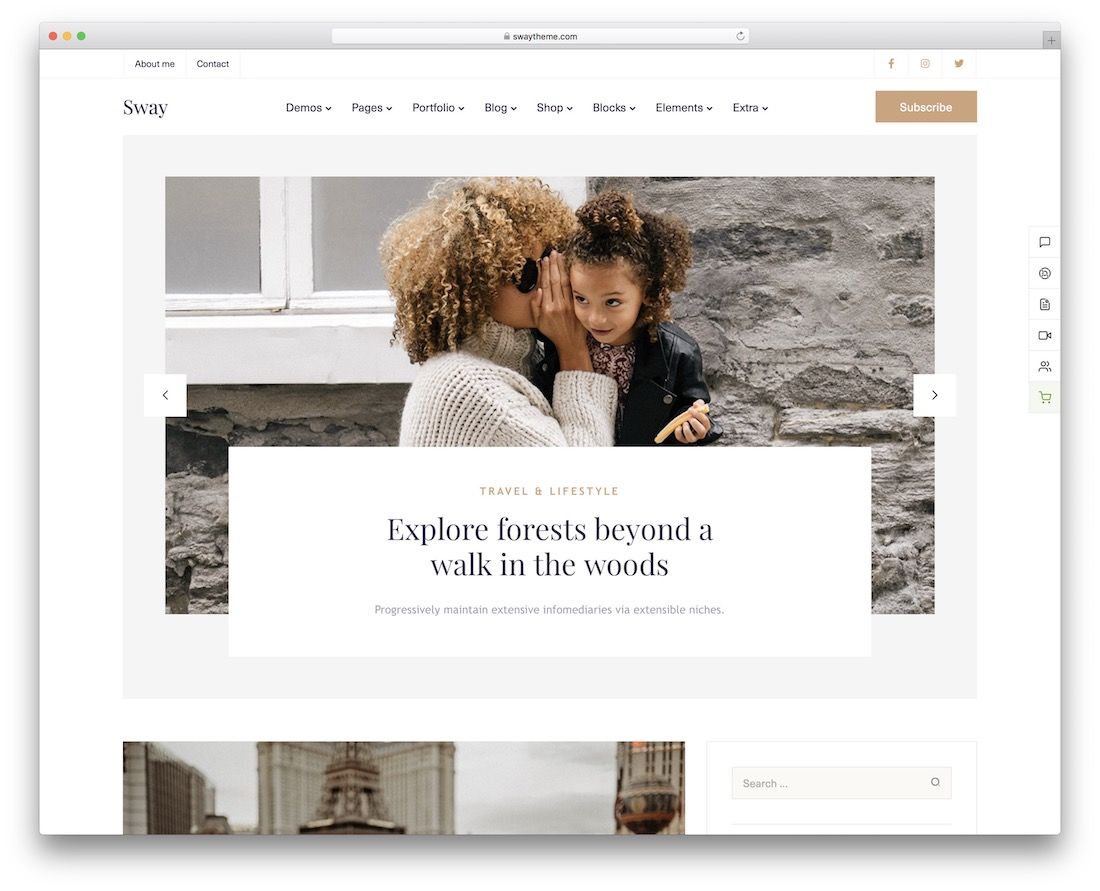 swaytheme.com
About me Contact
Sway Demos Pages Portfolio Blog Shop Blocks Elements Extra Subscribe
TRAVEL & LIFESTYLE
Explore forests beyond a
walk in the woods
Progressively maintain extensive infomediaries via extensible niches.
Search ...